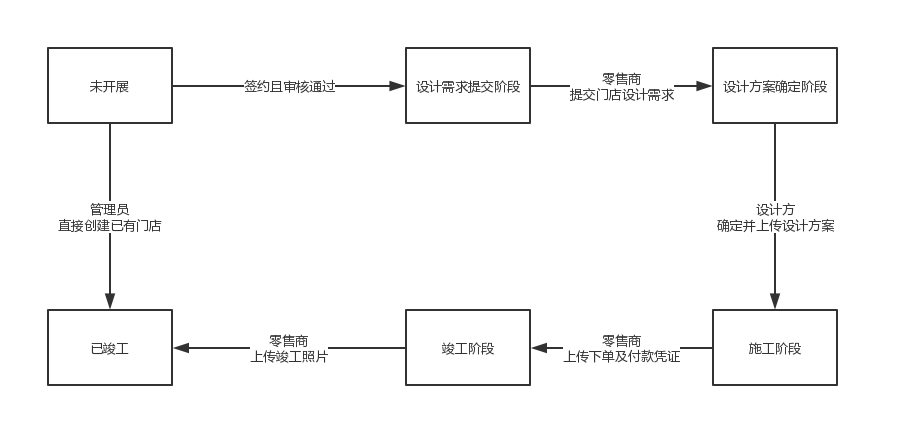 未开展
签约且审核通过
设计需求提交阶段
零售商
提交门店设计需求
设计方案确定阶段
管理员
直接创建已有门店
设计方
确定并上传设计方案
已竣工
零售商
上传竣工照片
竣工阶段
零售商
上传下单及付款凭证
施工阶段